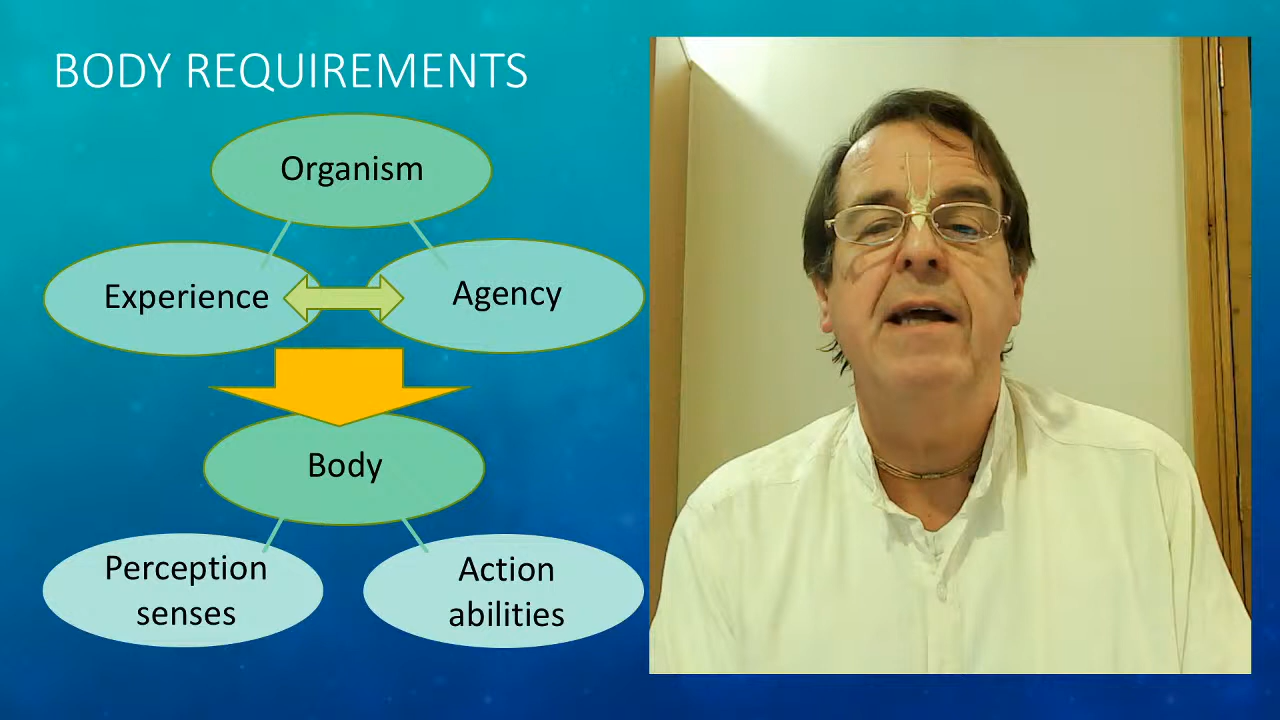 BODY REQUIREMENTS
Organism
Experience
Agency
Body
Perception
senses
Action
abilities